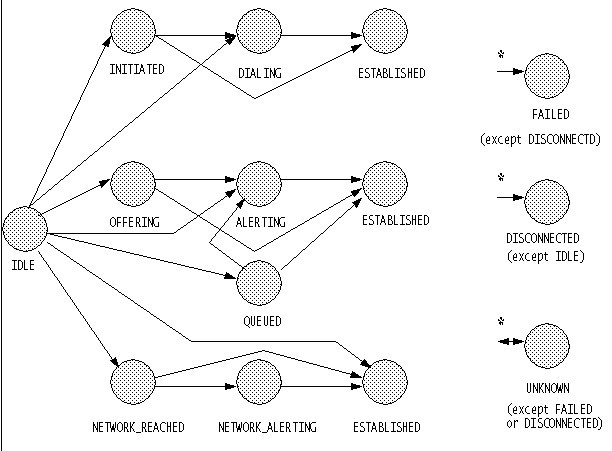 *
INITIATED
DIALING
ESTABLISHED
FAILED
(except DISCONNECTD)
*
OFFERING
ALERTING
ESTABLISHED
DISCONNECTED
(except IDLE)
IDLE
QUEUED
*
UNKNOWN
(except FAILED
or DISCONNECTED)
NETWORK_REACHED
NETWORK_ALERTING
ESTABLISHED